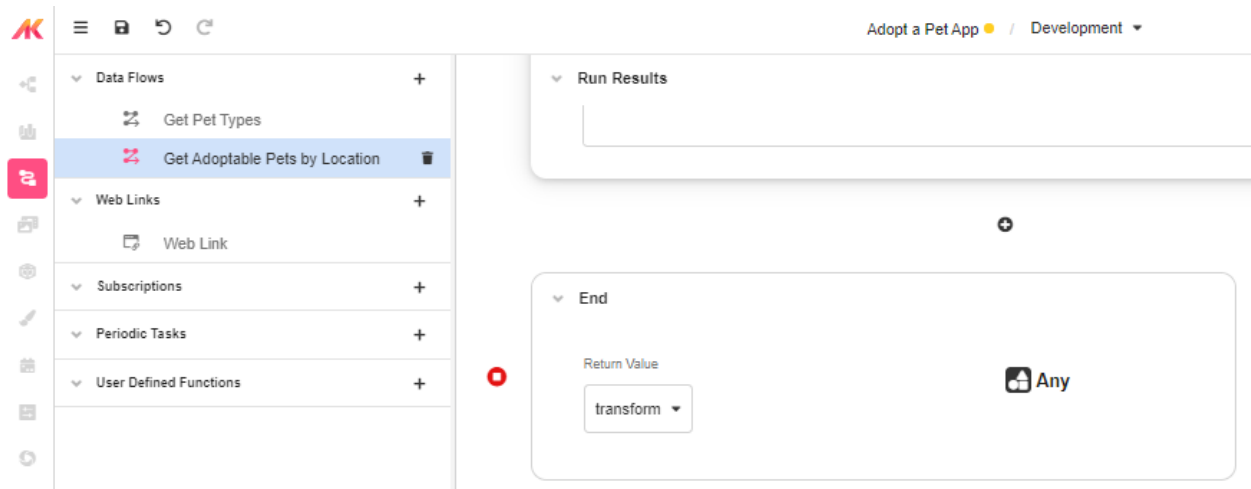 Adopt a Pet App / Development
Data Flows
Get Pet Types
Get Adoptable Pets by Location
Web Links
Web Link
Subscriptions
Periodic Tasks
User Defined Functions
Run Results
End
Return Value
transform
Any